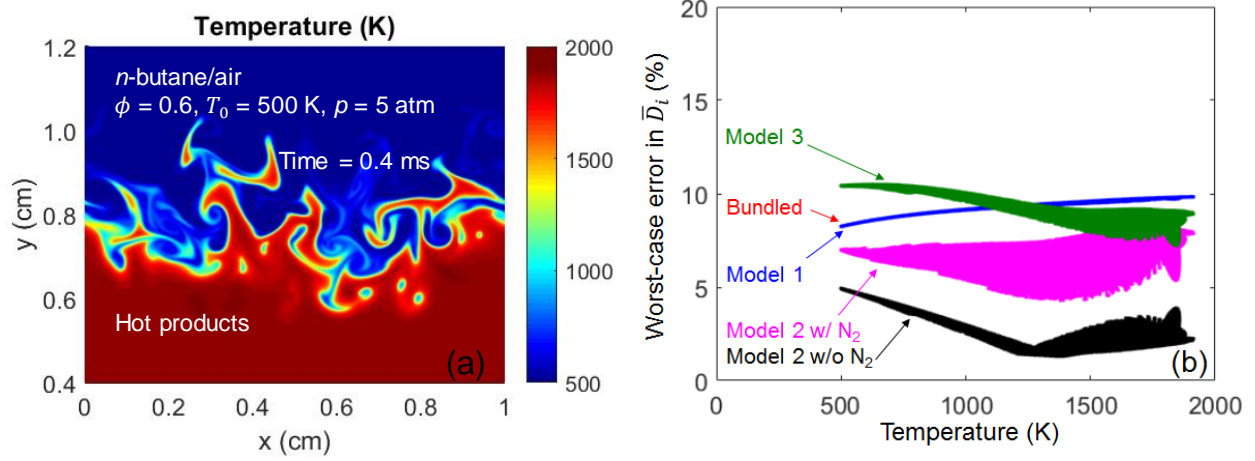 Temperature (K)
1.2
1.0
0.8
0.6
0.4
y (cm)
n-butane/air
ϕ = 0.6, T₀ = 500 K, p = 5 atm
Time = 0.4 ms
Hot products
(a)
0 0.2 0.4 0.6 0.8 1
x (cm)
2000
1500
1000
500
Worst-case error in D̅ᵢ (%)
20
15
10
5
0
Model 3
Bundled
Model 1
Model 2 w/ N₂
Model 2 w/o N₂
(b)
0 500 1000 1500 2000
Temperature (K)